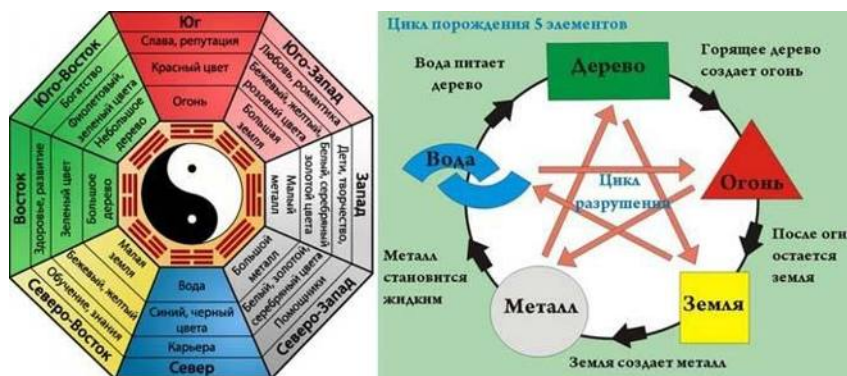 Юг
Слава, репутация
Красный цвет
Огонь
Юго-Запад
Любовь, романтика
Бежевый, желтый,
розовый цвета
Большая
земля
Запад
Дети, творчество,
Белый, серебряный
золотой цвета
Малый
металл
Северо-Запад
Помощники
Белый, золотой,
серебряный цвета
Большой
металл
Вода
Синий, черный
цвета
Карьера
Север
Малая
земля
Бежевый, желтый
Обучение, знания
Северо-Восток
Восток
Здоровье, развитие
Зеленый цвет
Большое
дерево
Юго-Восток
Богатство
Фиолетовый,
зеленый цвета
Небольшое
дерево
Цикл порождения 5 элементов
Вода питает
дерево
Дерево
Горящее дерево
создает огонь
Вода
Цикл
разрушения
Огонь
После огн
остается
земля
Металл
становится
жидким
Металл
Земля
Земля создает металл